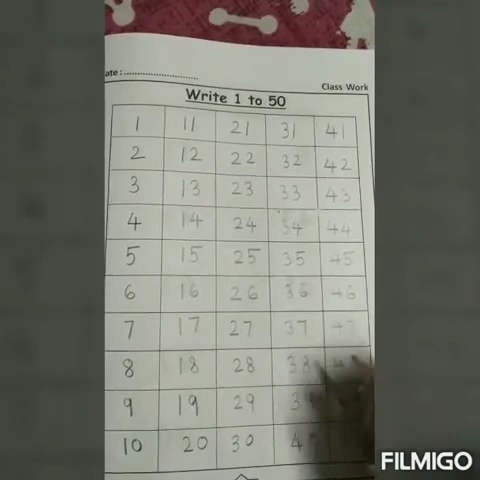 ate :
Class Work
Write 1 to 50
1 11 21 31 41
2 12 22 32 42
3 13 23 33 43
4 14 24 34 44
5 15 25 35 45
6 16 26 36 46
7 17 27 37 47
8 18 28 38
9 19 29
10 20 30
FILMIGO